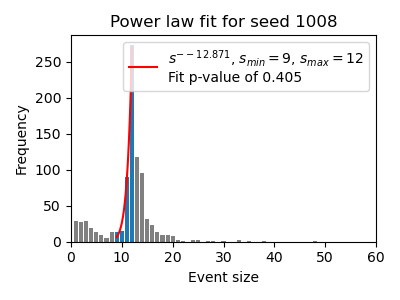 Power law fit for seed 1008
s^{--12.871}, s_{min} = 9, s_{max} = 12
Fit p-value of 0.405
250
200
150
100
50
0
Frequency
0 10 20 30 40 50 60
Event size